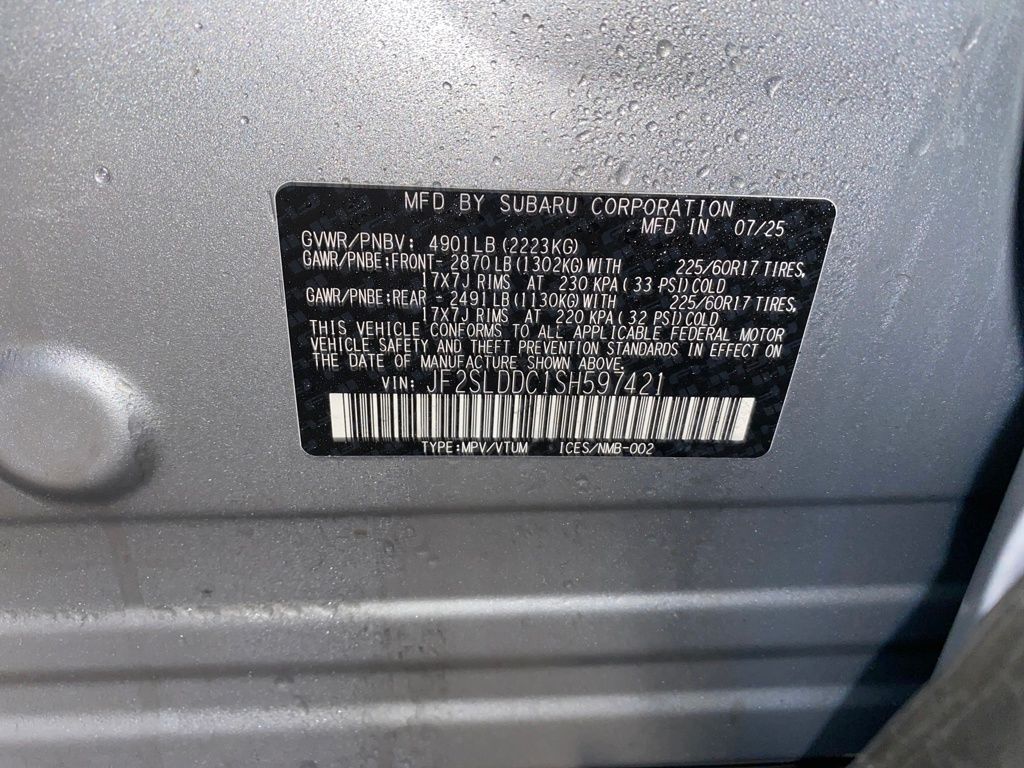 MFD BY SUBARU CORPORATION
MFD IN 07/25
GVWR/PNBV: 4901LB (2223KG)
GAWR/PNBE:FRONT- 2870LB (1302KG) WITH 225/60R17 TIRES,
17X7J RIMS AT 230 KPA (33 PSI) COLD
GAWR/PNBE:REAR - 2491LB (1130KG) WITH 225/60R17 TIRES,
17X7J RIMS AT 220 KPA (32 PSI) COLD
THIS VEHICLE CONFORMS TO ALL APPLICABLE FEDERAL MOTOR
VEHICLE SAFETY AND THEFT PREVENTION STANDARDS IN EFFECT ON
THE DATE OF MANUFACTURE SHOWN ABOVE.
VIN: JF2SLDDC1SH597421
TYPE:MPV/VTUM ICES/NMB-002